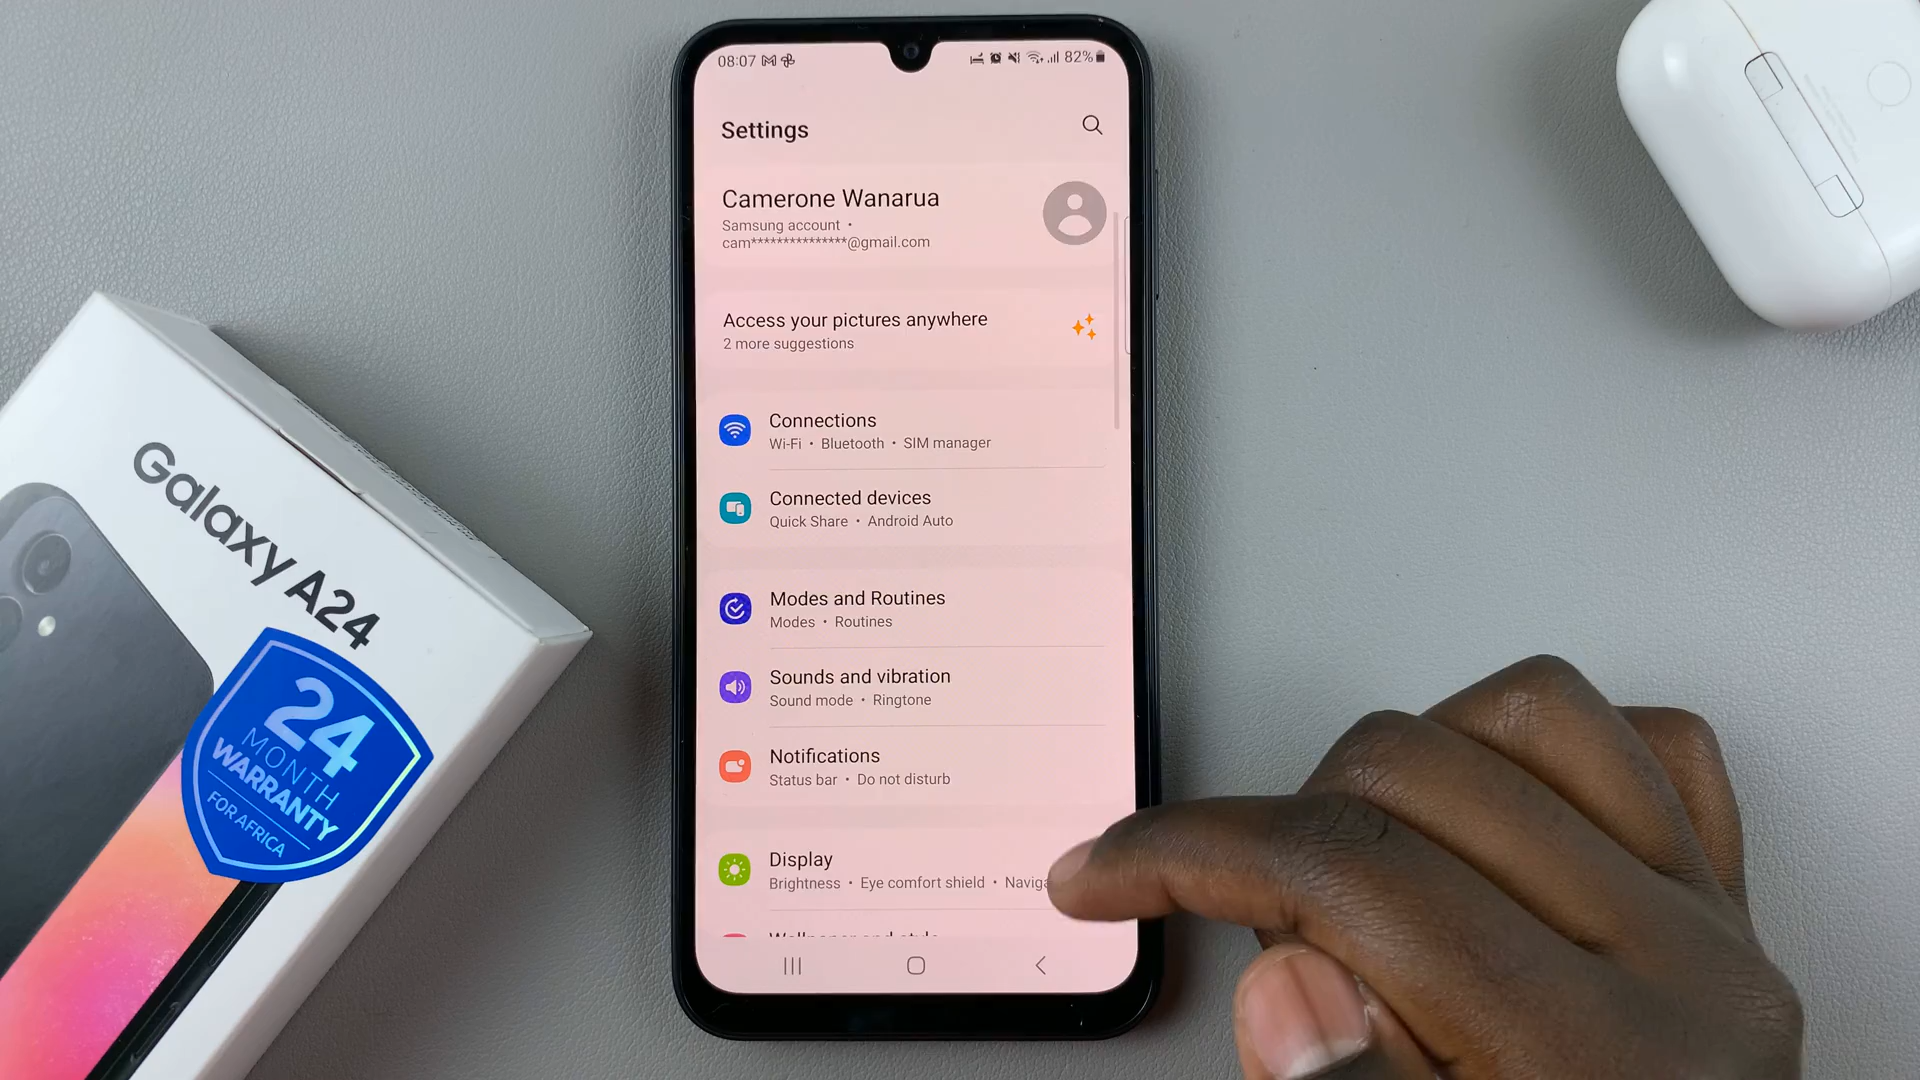 08:07
82%
Settings
Camerone Wanarua
Samsung account •
cam***************@gmail.com
Access your pictures anywhere
2 more suggestions
Connections
Wi-Fi • Bluetooth • SIM manager
Connected devices
Quick Share • Android Auto
Modes and Routines
Modes • Routines
Sounds and vibration
Sound mode • Ringtone
Notifications
Status bar • Do not disturb
Display
Brightness • Eye comfort shield • Naviga
Wallpaper and style
Galaxy A24
24
MONTH
WARRANTY
FOR AFRICA